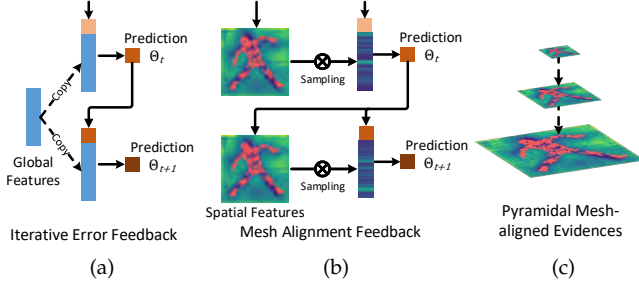 Prediction
Θt
Copy
Copy
Global
Features
Prediction
Θt+1
Iterative Error Feedback
(a)
Sampling
Prediction
Θt
Sampling
Prediction
Θt+1
Spatial Features
Mesh Alignment Feedback
(b)
Pyramidal Mesh-
aligned Evidences
(c)